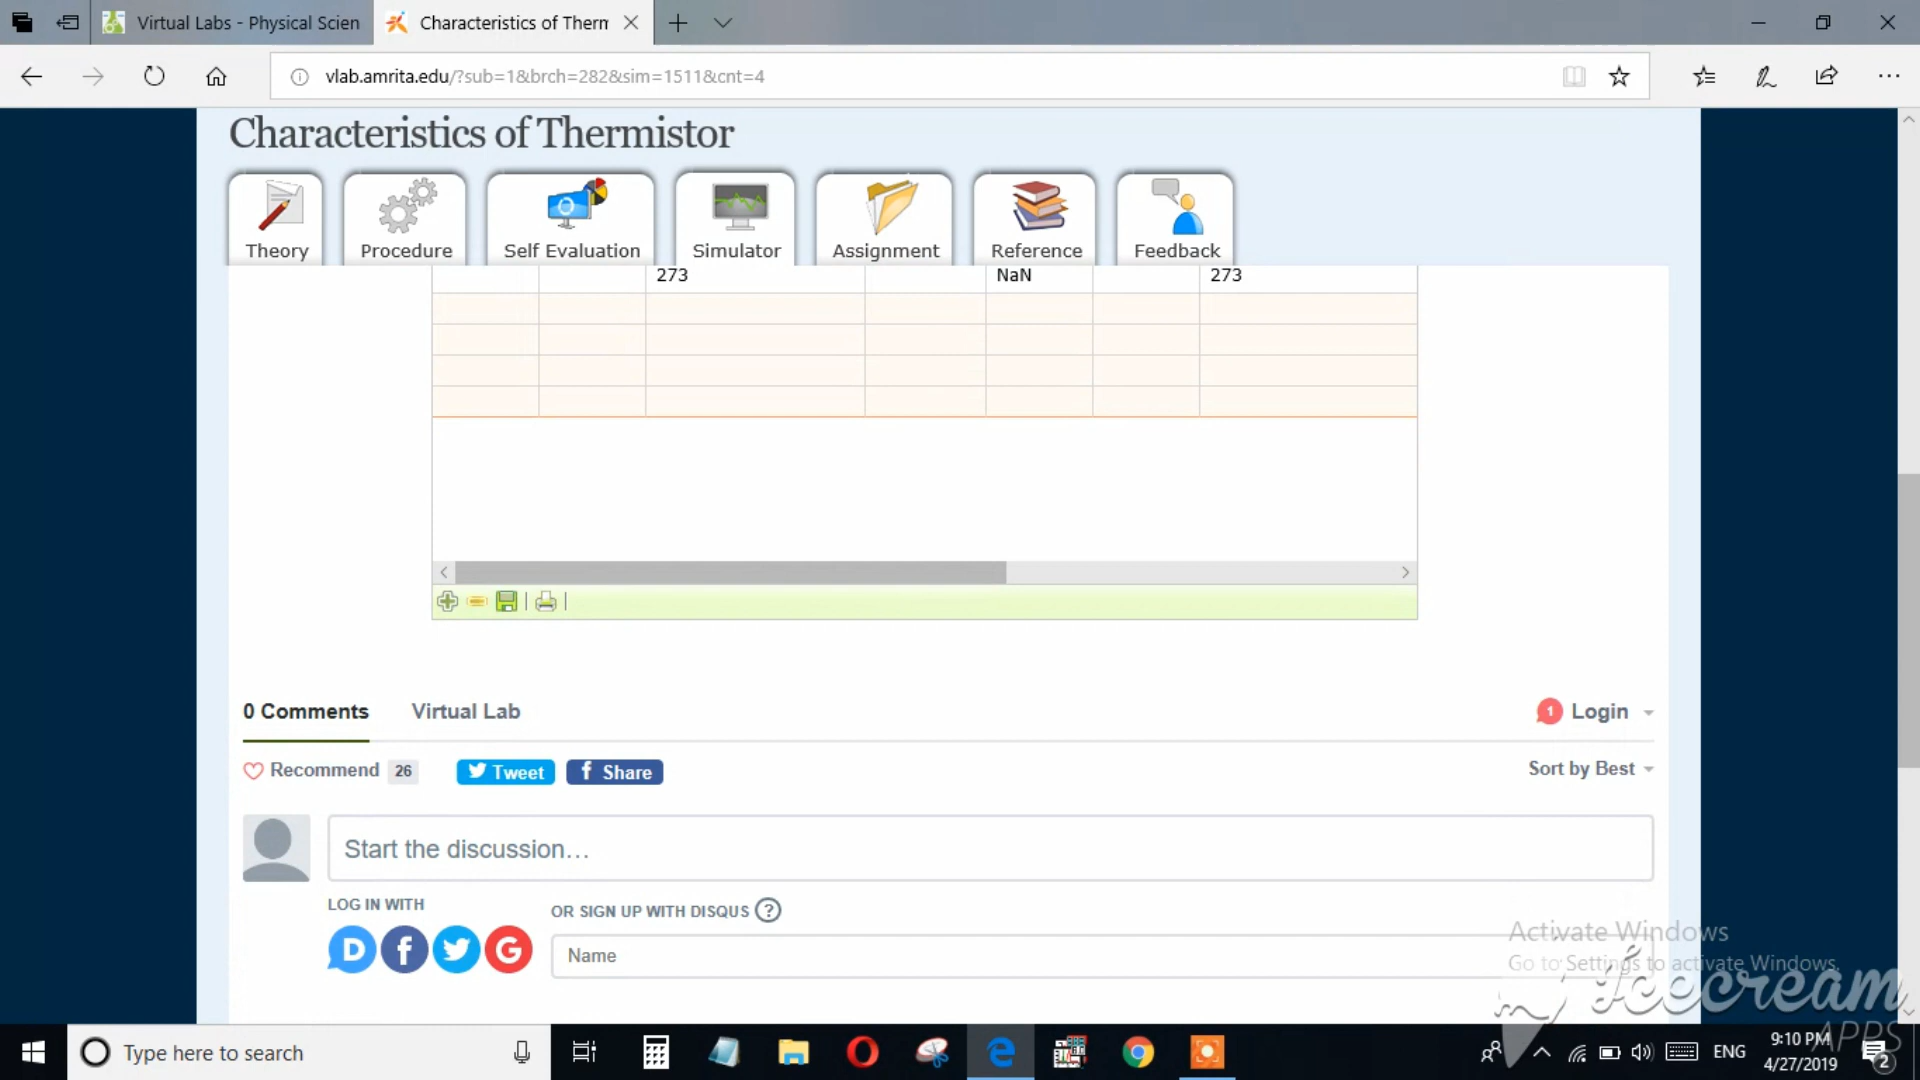 Virtual Labs - Physical Scien
Characteristics of Therm
vlab.amrita.edu/?sub=1&brch=282&sim=1511&cnt=4
Characteristics of Thermistor
Theory
Procedure
Self Evaluation
Simulator
Assignment
Reference
Feedback
273 NaN 273
0 Comments
Virtual Lab
1
Login
Recommend 26
Tweet
f Share
Sort by Best
Start the discussion…
LOG IN WITH
OR SIGN UP WITH DISQUS ?
D f G
Name
Activate Windows
Go to Settings to activate Windows.
Icecream
APPS
Type here to search
ENG
9:10 PM
4/27/2019
2